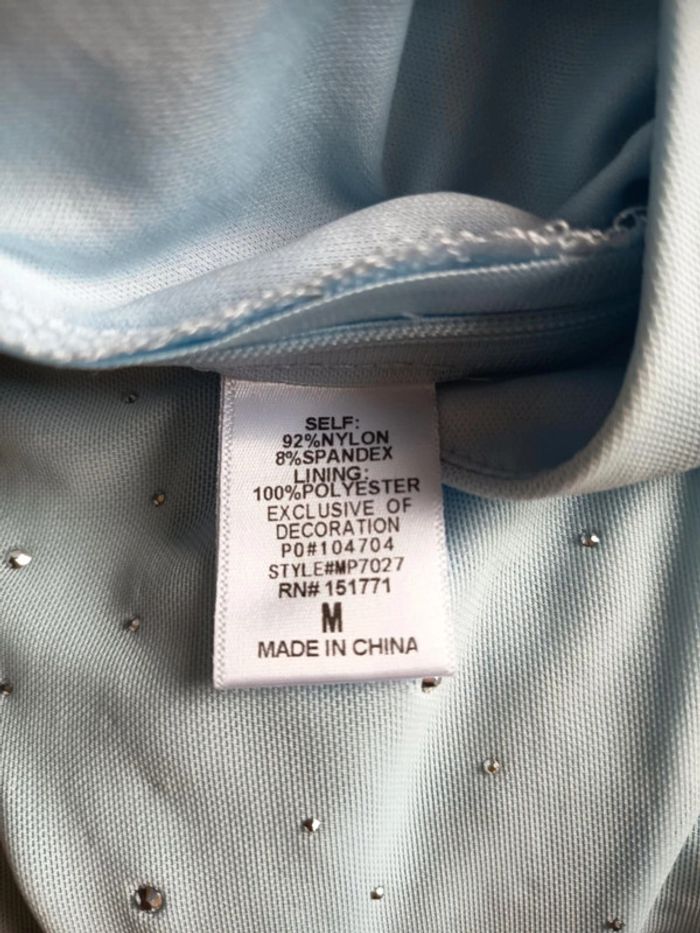 SELF:
92%NYLON
8%SPANDEX
LINING:
100%POLYESTER
EXCLUSIVE OF
DECORATION
PO#104704
STYLE#MP7027
RN# 151771
M
MADE IN CHINA